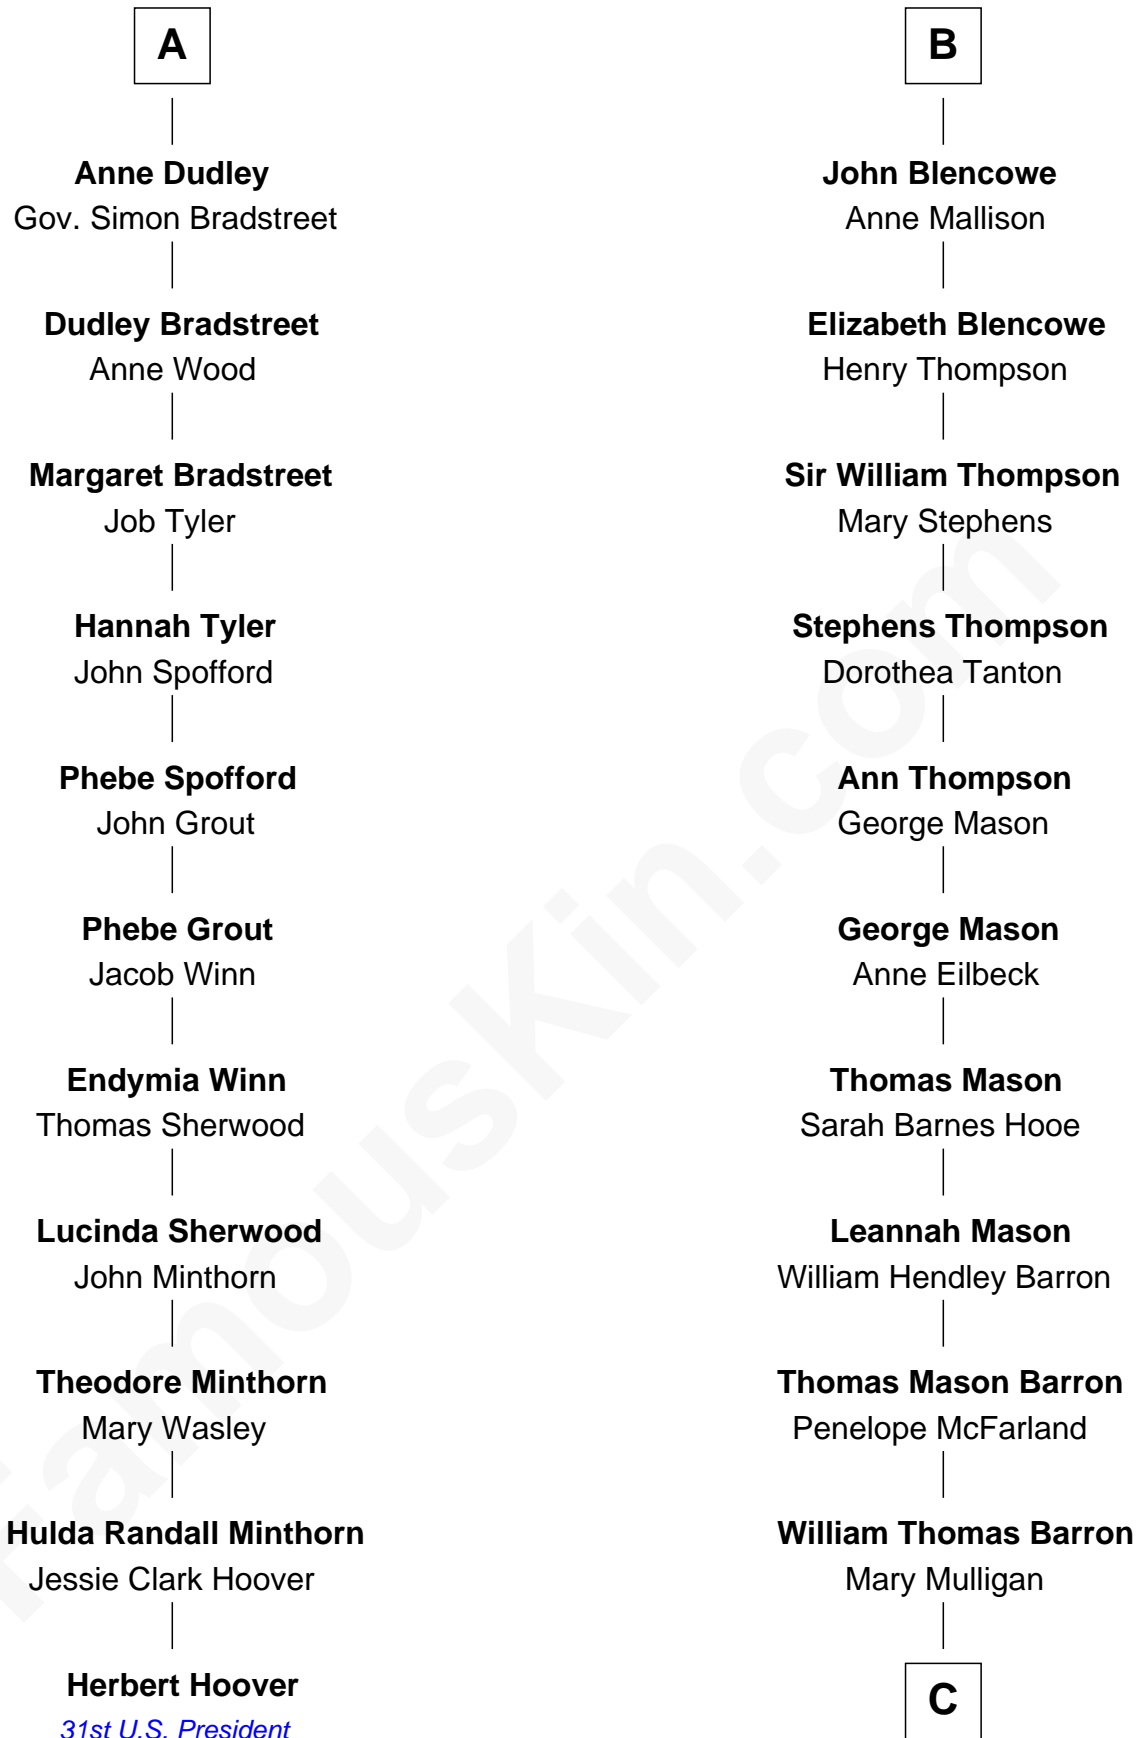 A
Anne Dudley
Gov. Simon Bradstreet
Dudley Bradstreet
Anne Wood
Margaret Bradstreet
Job Tyler
Hannah Tyler
John Spofford
Phebe Spofford
John Grout
Phebe Grout
Jacob Winn
Endymia Winn
Thomas Sherwood
Lucinda Sherwood
John Minthorn
Theodore Minthorn
Mary Wasley
Hulda Randall Minthorn
Jessie Clark Hoover
Herbert Hoover
31st U.S. President
B
John Blencowe
Anne Mallison
Elizabeth Blencowe
Henry Thompson
Sir William Thompson
Mary Stephens
Stephens Thompson
Dorothea Tanton
Ann Thompson
George Mason
George Mason
Anne Eilbeck
Thomas Mason
Sarah Barnes Hooe
Leannah Mason
William Hendley Barron
Thomas Mason Barron
Penelope McFarland
William Thomas Barron
Mary Mulligan
C
FamousKin.com